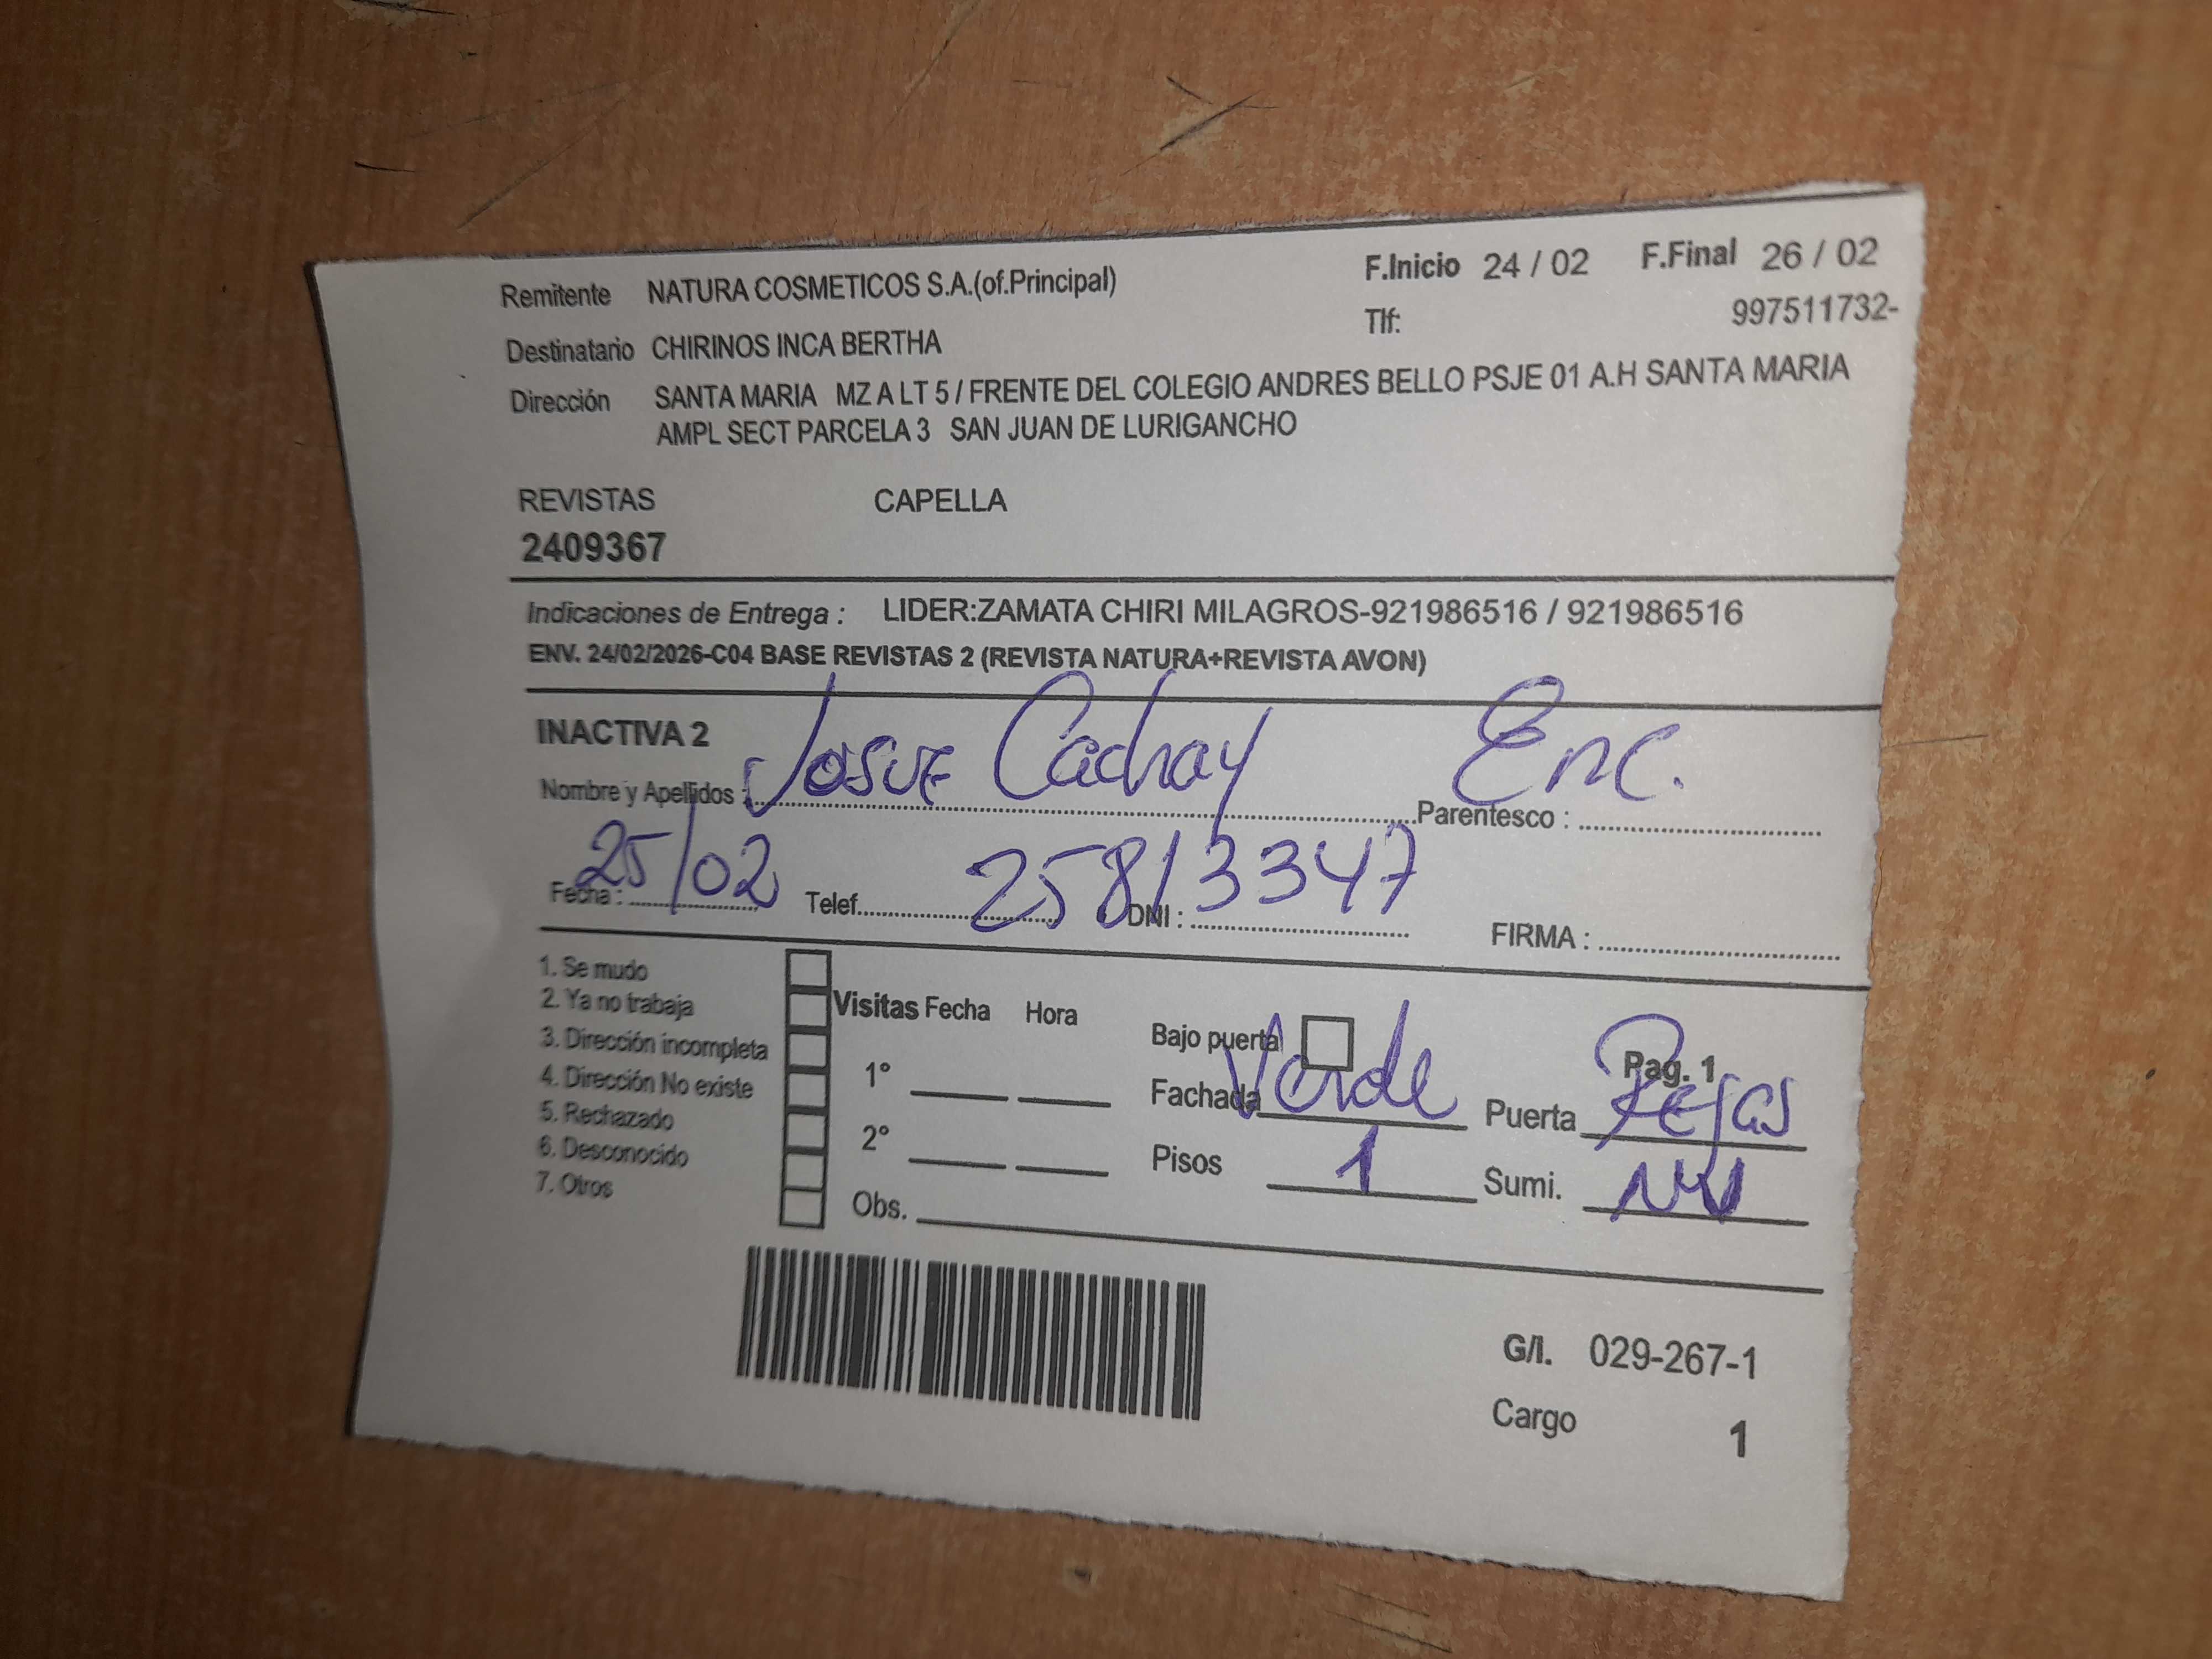 Remitente NATURA COSMETICOS S.A.(of.Principal) F.Inicio 24 / 02 F.Final 26 / 02
Destinatario CHIRINOS INCA BERTHA Tlf: 997511732-
Dirección SANTA MARIA MZ A LT 5 / FRENTE DEL COLEGIO ANDRES BELLO PSJE 01 A.H SANTA MARIA
AMPL SECT PARCELA 3 SAN JUAN DE LURIGANCHO
REVISTAS CAPELLA
2409367
Indicaciones de Entrega : LIDER:ZAMATA CHIRI MILAGROS-921986516 / 921986516
ENV. 24/02/2026-C04 BASE REVISTAS 2 (REVISTA NATURA+REVISTA AVON)
INACTIVA 2
Nombre y Apellidos : Josue Cachay Parentesco : Enc.
Fecha : 25/02 Telef. DNI : 25813347 FIRMA :
1. Se mudo
2. Ya no trabaja
3. Dirección incompleta
4. Dirección No existe
5. Rechazado
6. Desconocido
7. Otros
Visitas Fecha Hora
1°
2°
Obs.
Bajo puerta Pag. 1
Fachada Verde Puerta Rejas
Pisos 1 Sumi.
G/I. 029-267-1
Cargo 1